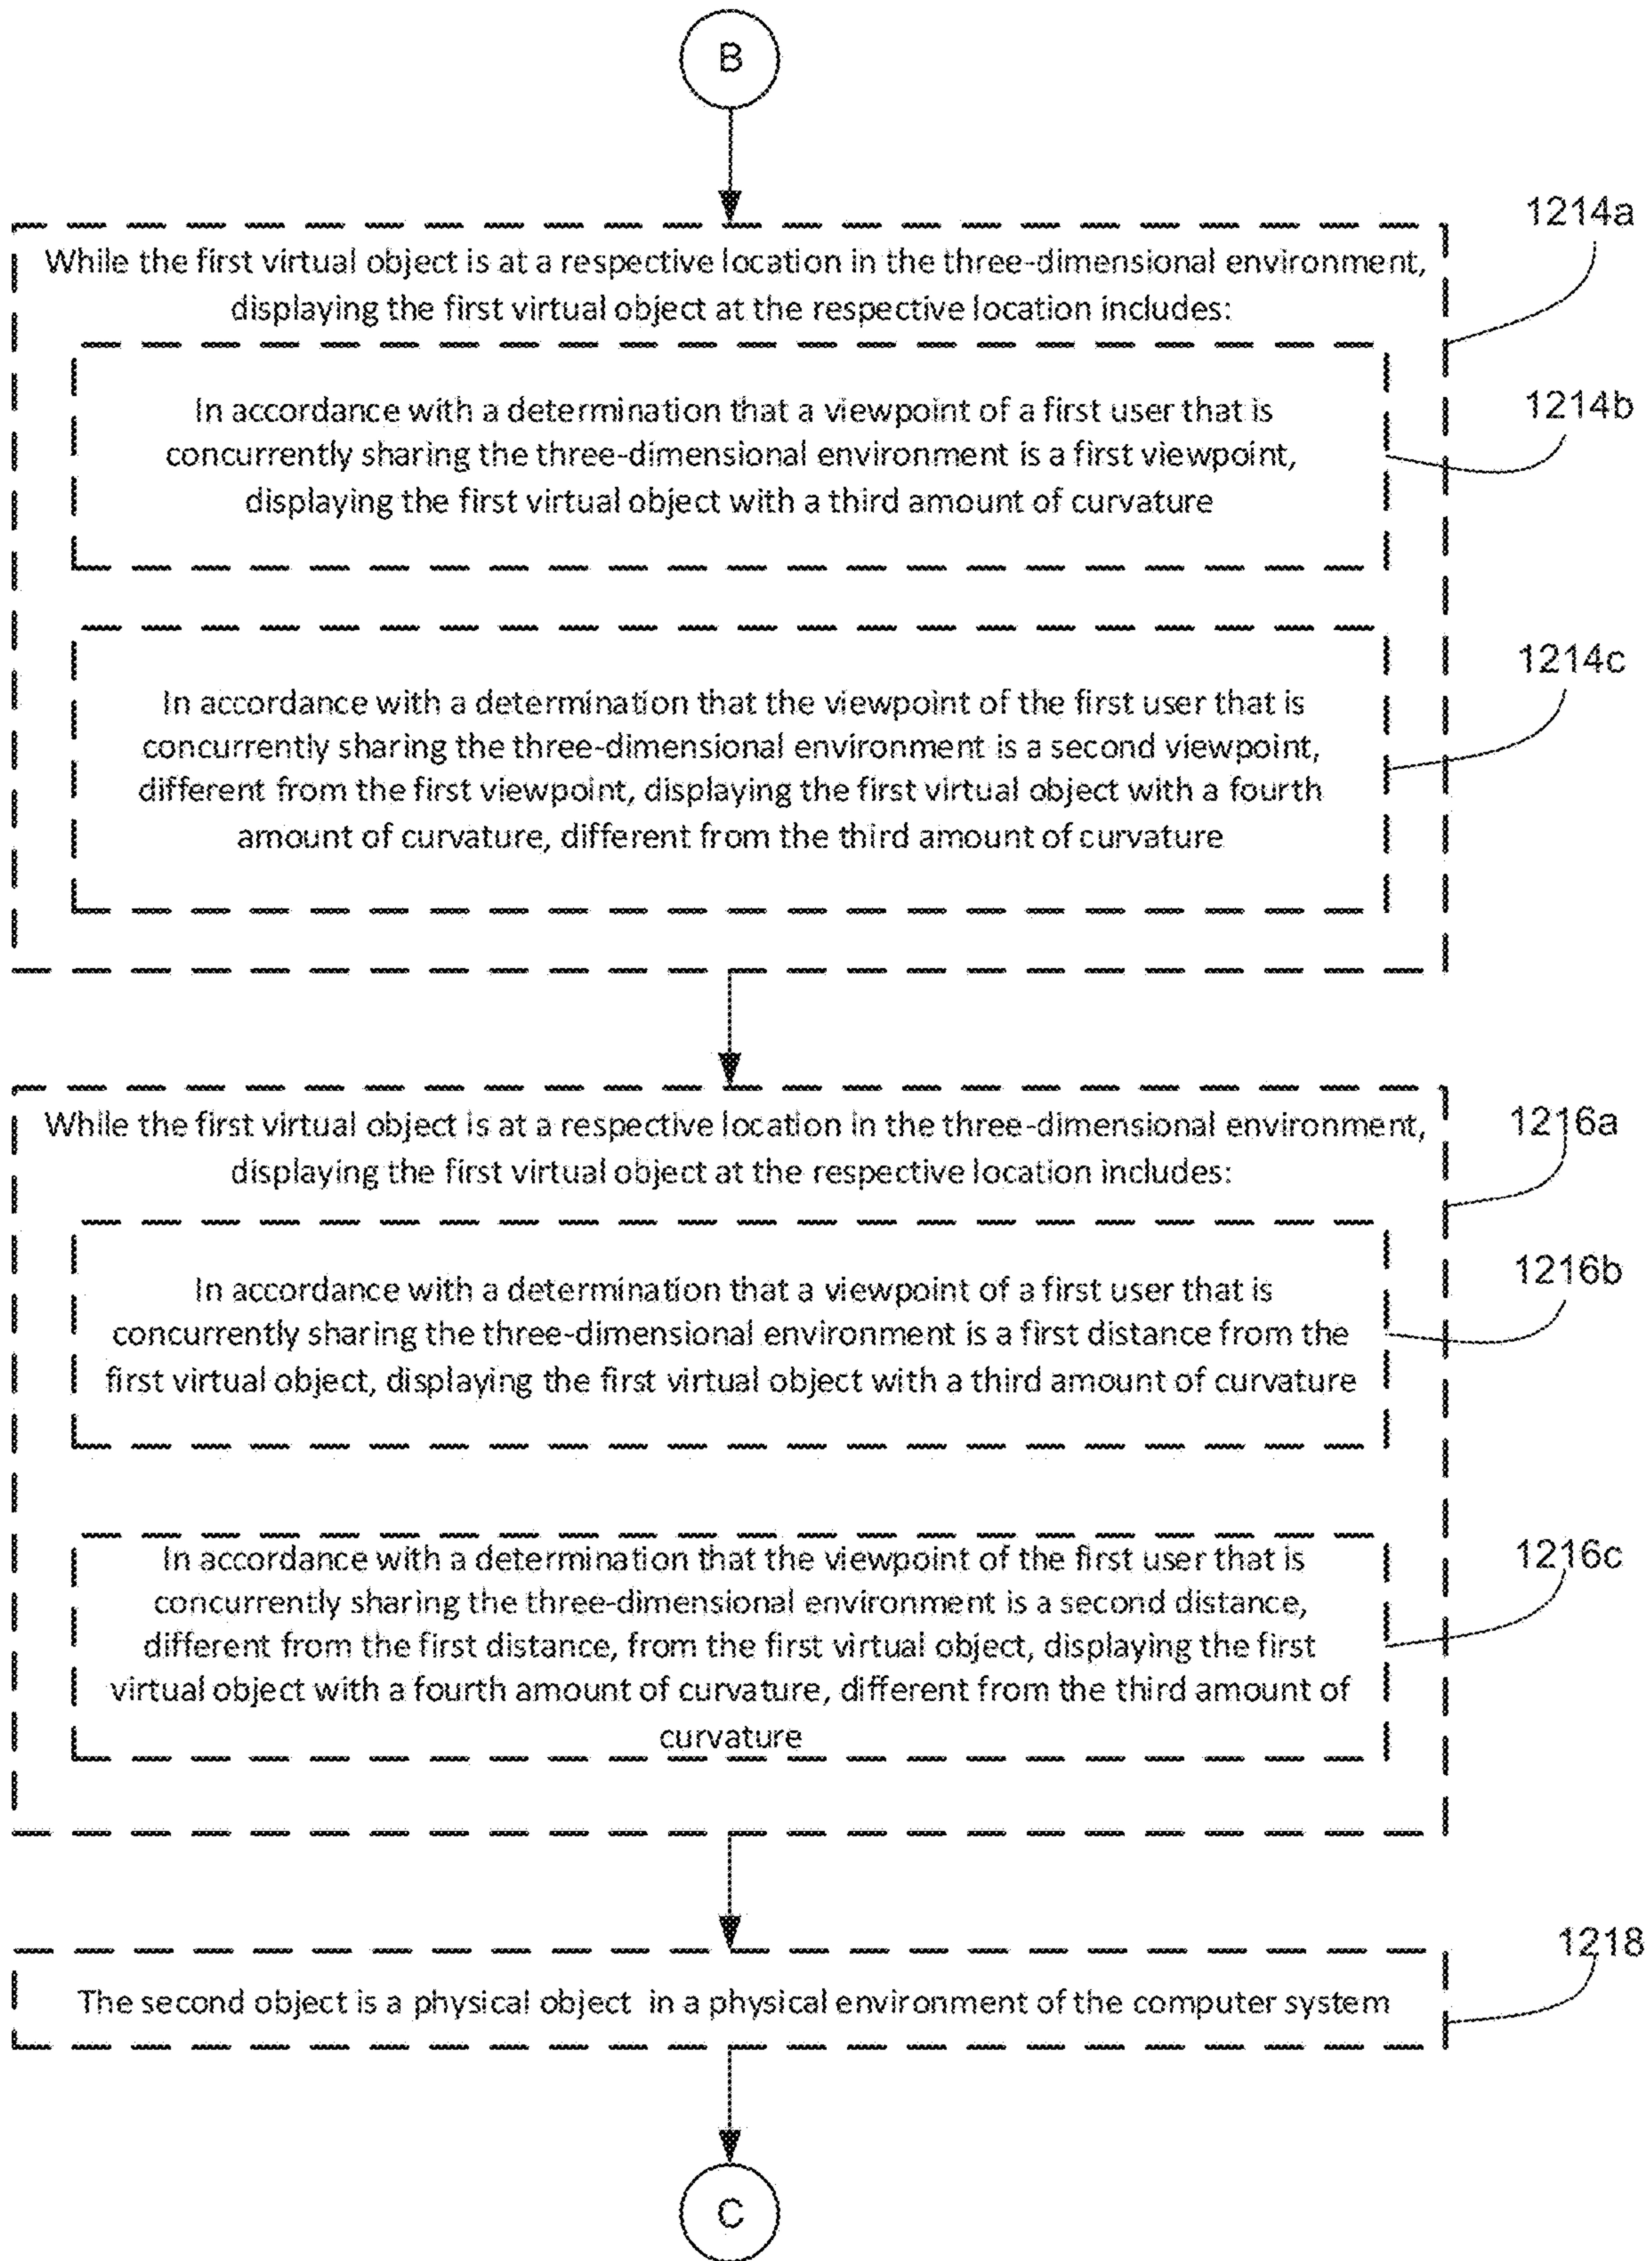 B
1214a
While the first virtual object is at a respective location in the three-dimensional environment,
displaying the first virtual object at the respective location includes:
1214b
In accordance with a determination that a viewpoint of a first user that is
concurrently sharing the three-dimensional environment is a first viewpoint,
displaying the first virtual object with a third amount of curvature
1214c
In accordance with a determination that the viewpoint of the first user that is
concurrently sharing the three-dimensional environment is a second viewpoint,
different from the first viewpoint, displaying the first virtual object with a fourth
amount of curvature, different from the third amount of curvature
1216a
While the first virtual object is at a respective location in the three-dimensional environment,
displaying the first virtual object at the respective location includes:
1216b
In accordance with a determination that a viewpoint of a first user that is
concurrently sharing the three-dimensional environment is a first distance from the
first virtual object, displaying the first virtual object with a third amount of curvature
1216c
In accordance with a determination that the viewpoint of the first user that is
concurrently sharing the three-dimensional environment is a second distance,
different from the first distance, from the first virtual object, displaying the first
virtual object with a fourth amount of curvature, different from the third amount of
curvature
1218
The second object is a physical object in a physical environment of the computer system
C